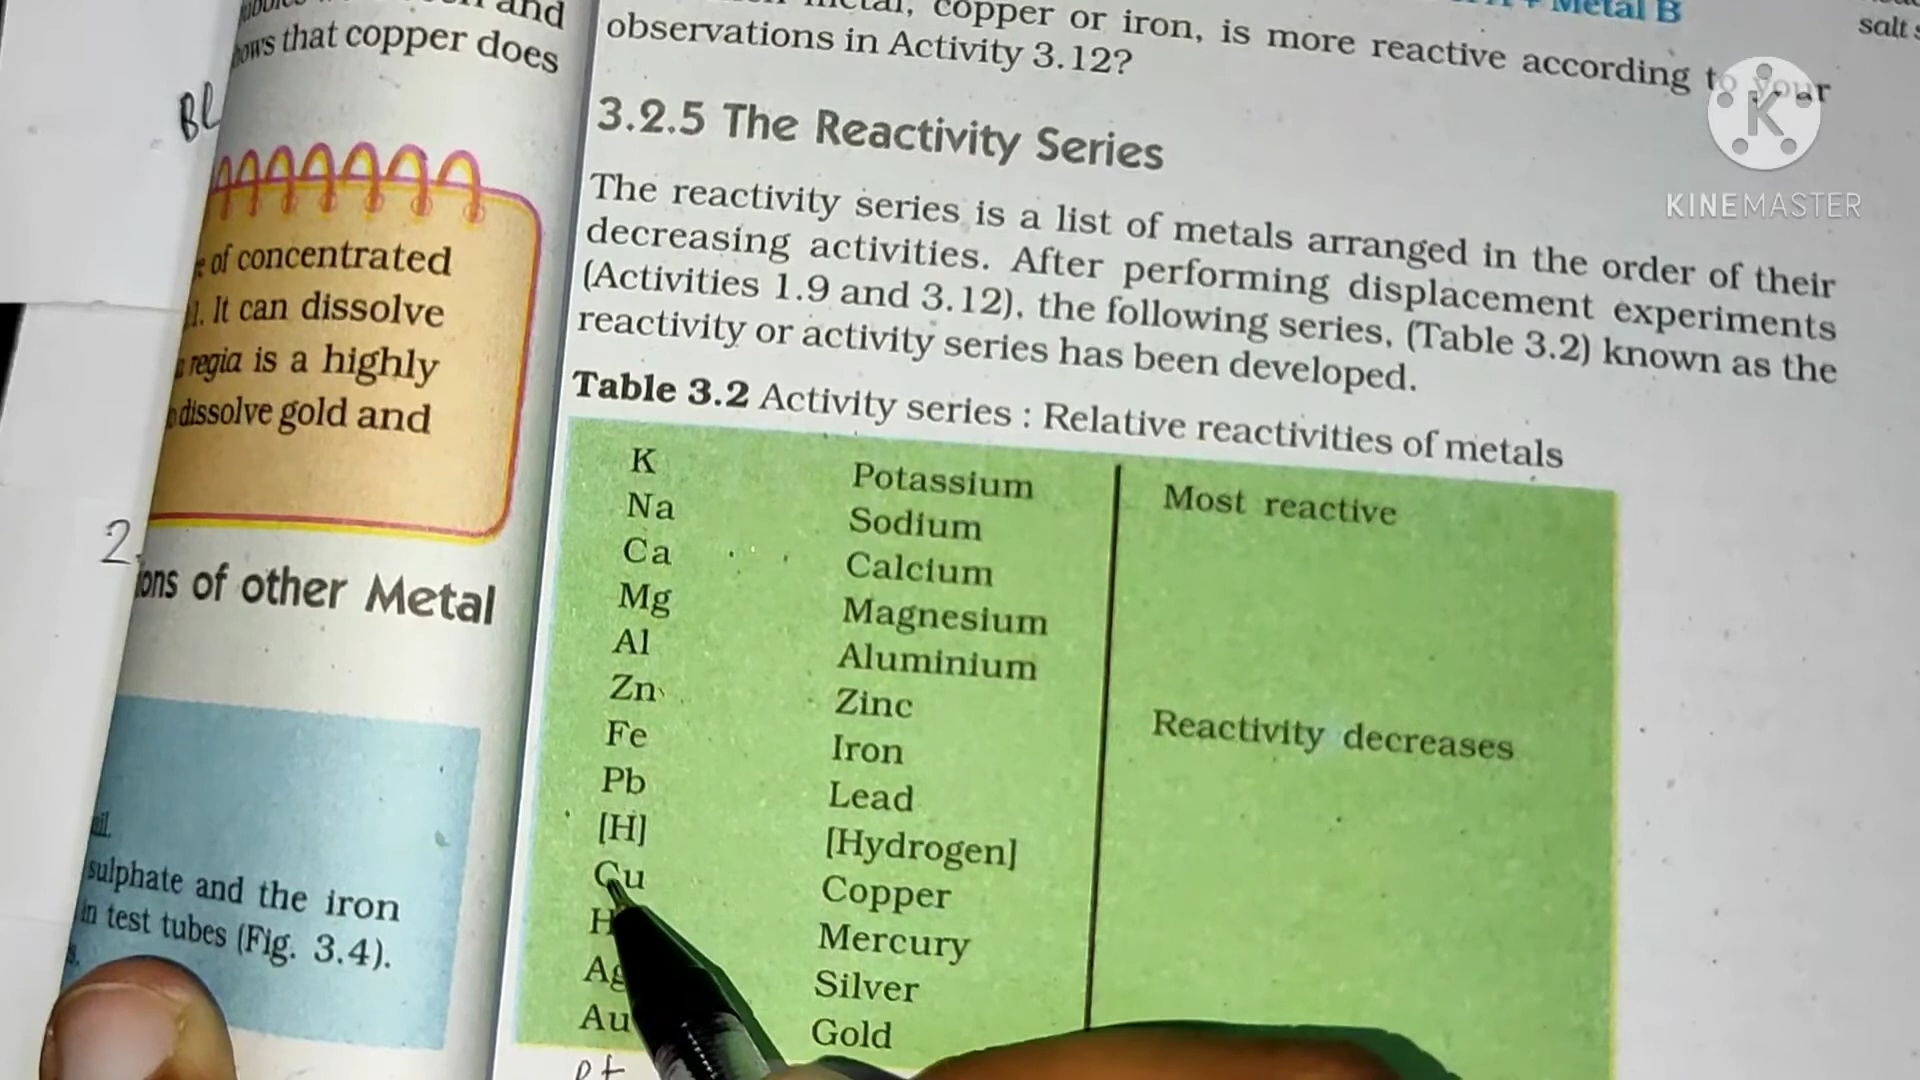 and
ows that copper does
Bl
of concentrated
. It can dissolve
regia is a highly
dissolve gold and
2.
ons of other Metal
sulphate and the iron
in test tubes (Fig. 3.4).
Metal B
salt
metal, copper or iron, is more reactive according to your
observations in Activity 3.12?
3.2.5 The Reactivity Series
The reactivity series is a list of metals arranged in the order of their
decreasing activities. After performing displacement experiments
(Activities 1.9 and 3.12), the following series, (Table 3.2) known as the
reactivity or activity series has been developed.
Table 3.2 Activity series : Relative reactivities of metals
K Potassium Most reactive
Na Sodium
Ca Calcium
Mg Magnesium
Al Aluminium
Zn Zinc Reactivity decreases
Fe Iron
Pb Lead
[H] [Hydrogen]
Cu Copper
H Mercury
Ag Silver
Au Gold
Pt
K
KINEMASTER